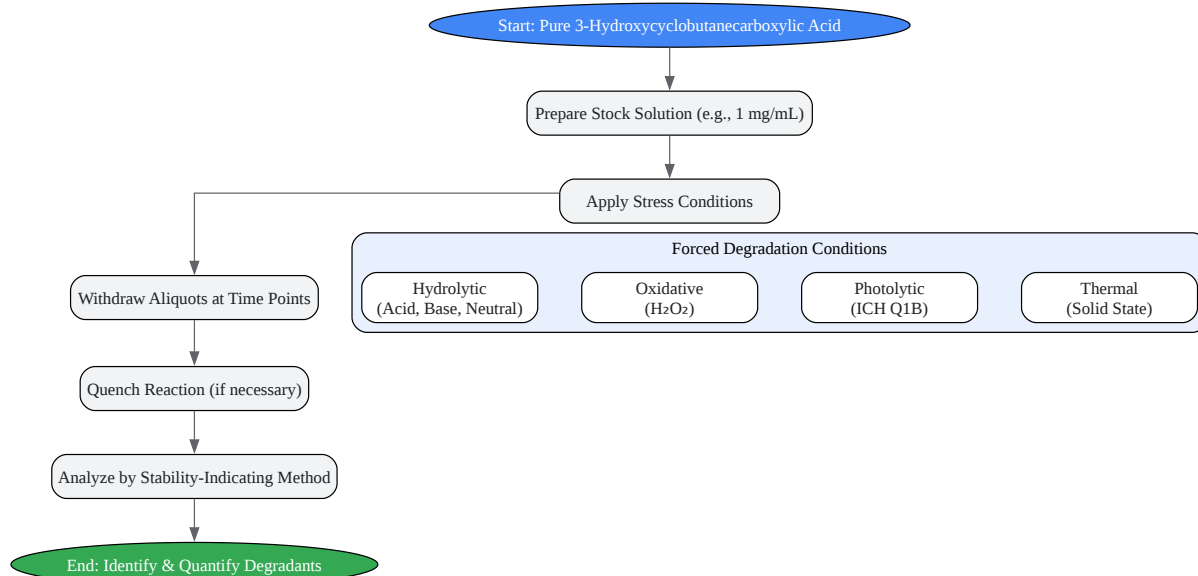 Start: Pure 3-Hydroxycyclobutanecarboxylic Acid
Prepare Stock Solution (e.g., 1 mg/mL)
Apply Stress Conditions
Forced Degradation Conditions
Hydrolytic
(Acid, Base, Neutral)
Oxidative
(H₂O₂)
Photolytic
(ICH Q1B)
Thermal
(Solid State)
Withdraw Aliquots at Time Points
Quench Reaction (if necessary)
Analyze by Stability-Indicating Method
End: Identify & Quantify Degradants